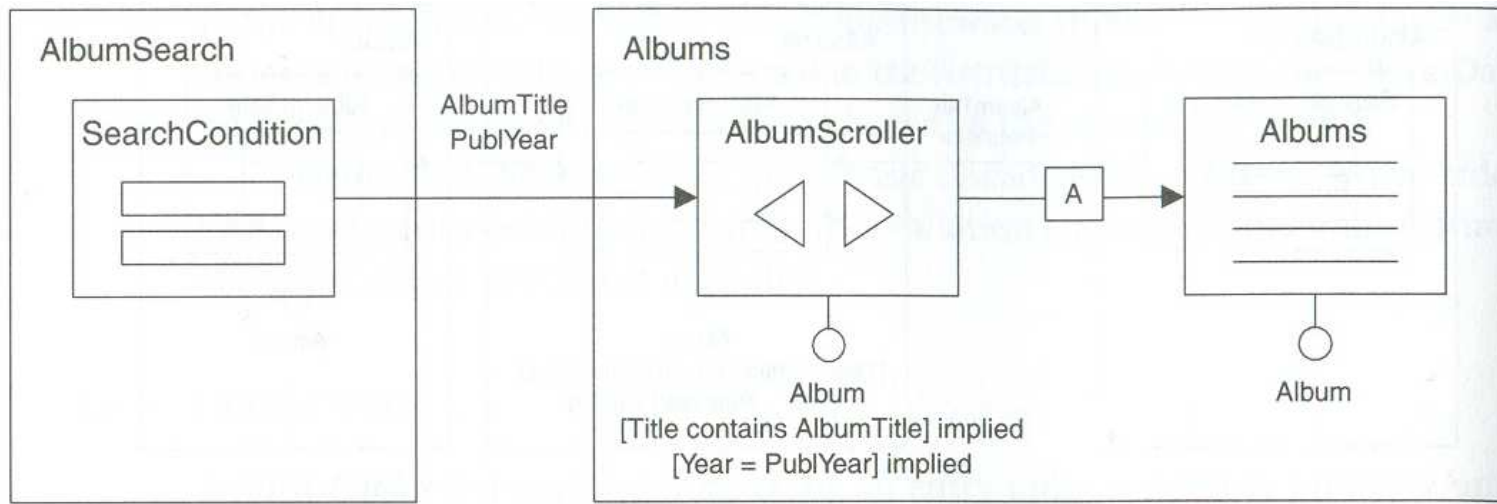 AlbumSearch
SearchCondition
AlbumTitle
PublYear
Albums
AlbumScroller
A
Albums
Album
[Title contains AlbumTitle] implied
[Year = PublYear] implied
Album